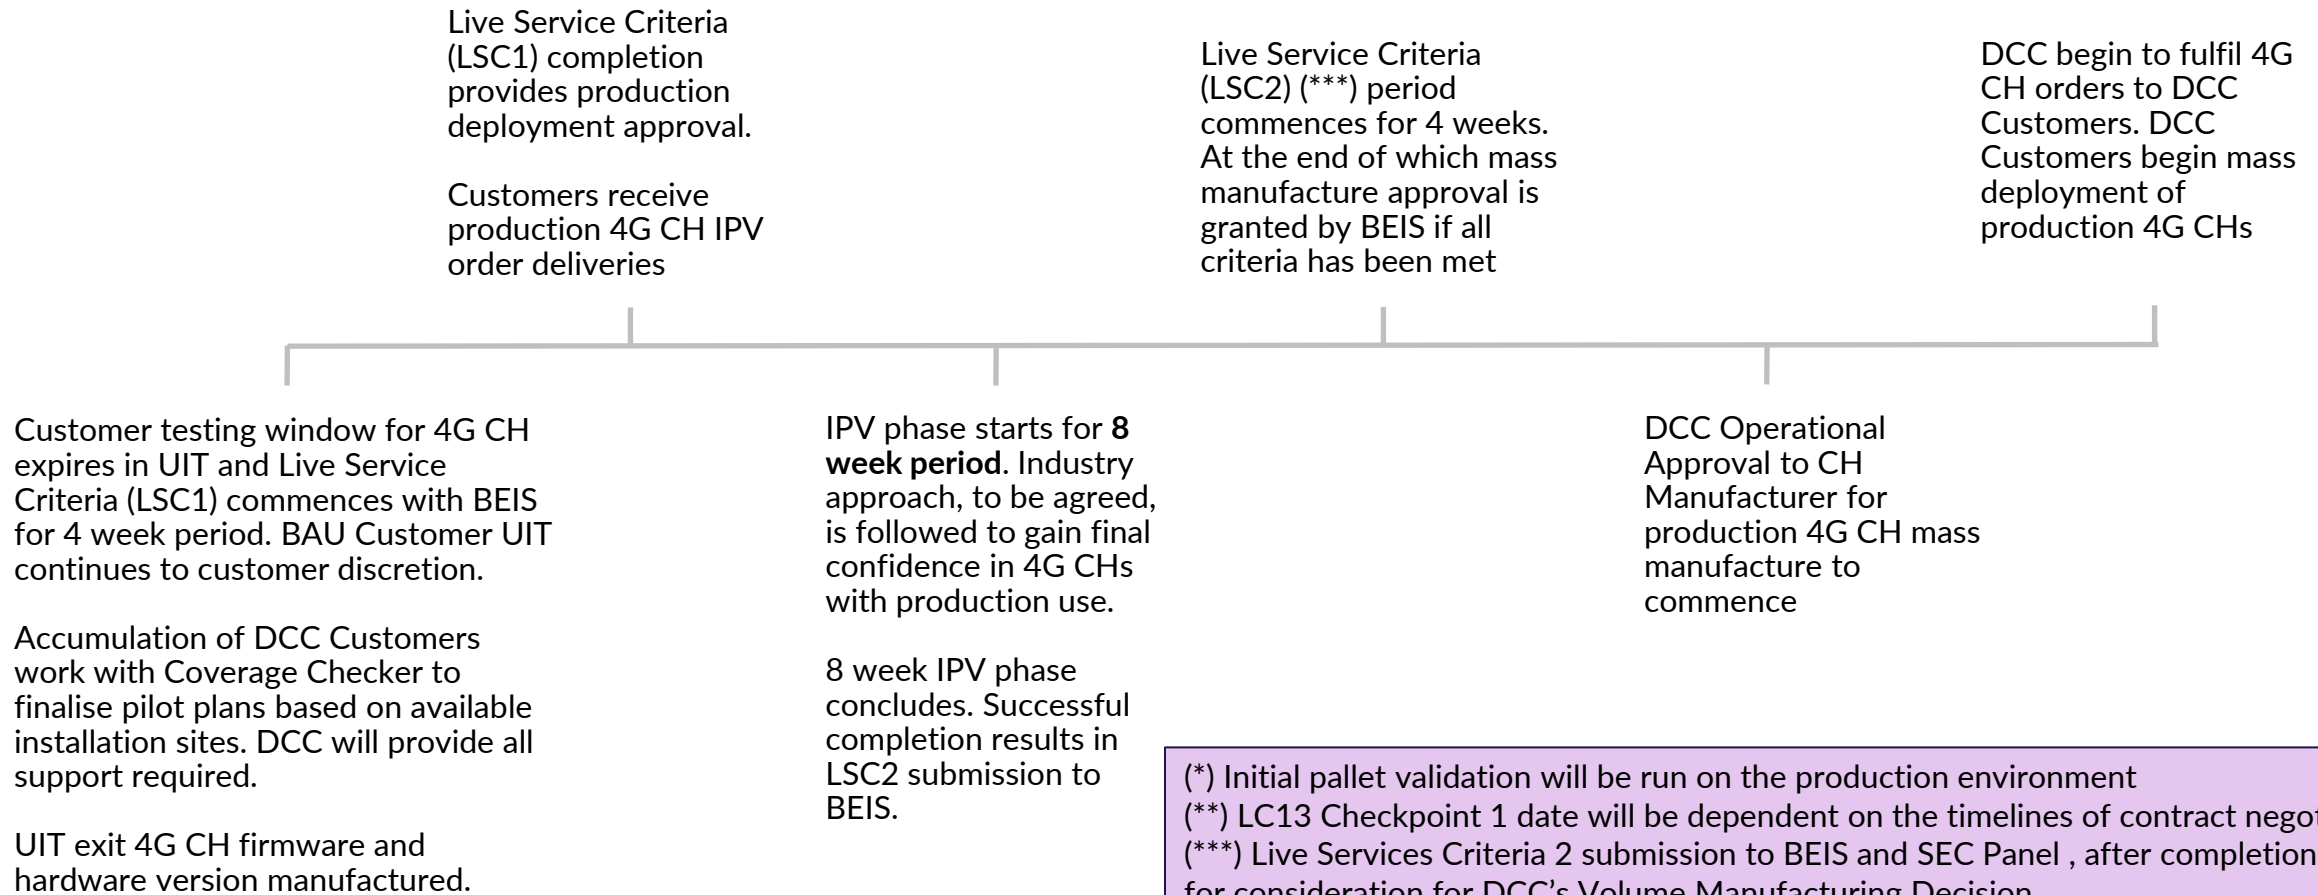 Live Service Criteria
(LSC1) completion
provides production
deployment approval.
Customers receive
production 4G CH IPV
order deliveries
Live Service Criteria
(LSC2) (***) period
commences for 4 weeks.
At the end of which mass
manufacture approval is
granted by BEIS if all
criteria has been met
DCC begin to fulfil 4G
CH orders to DCC
Customers. DCC
Customers begin mass
deployment of
production 4G CHs
Customer testing window for 4G CH
expires in UIT and Live Service
Criteria (LSC1) commences with BEIS
for 4 week period. BAU Customer UIT
continues to customer discretion.
Accumulation of DCC Customers
work with Coverage Checker to
finalise pilot plans based on available
installation sites. DCC will provide all
support required.
UIT exit 4G CH firmware and
hardware version manufactured.
IPV phase starts for 8
week period. Industry
approach, to be agreed,
is followed to gain final
confidence in 4G CHs
with production use.
8 week IPV phase
concludes. Successful
completion results in
LSC2 submission to
BEIS.
DCC Operational
Approval to CH
Manufacturer for
production 4G CH mass
manufacture to
commence
(*) Initial pallet validation will be run on the production environment
(**) LC13 Checkpoint 1 date will be dependent on the timelines of contract
(***) Live Services Criteria 2 submission to BEIS and SEC Panel , after completion
for consideration for DCC's Volume Manufacturing Decision